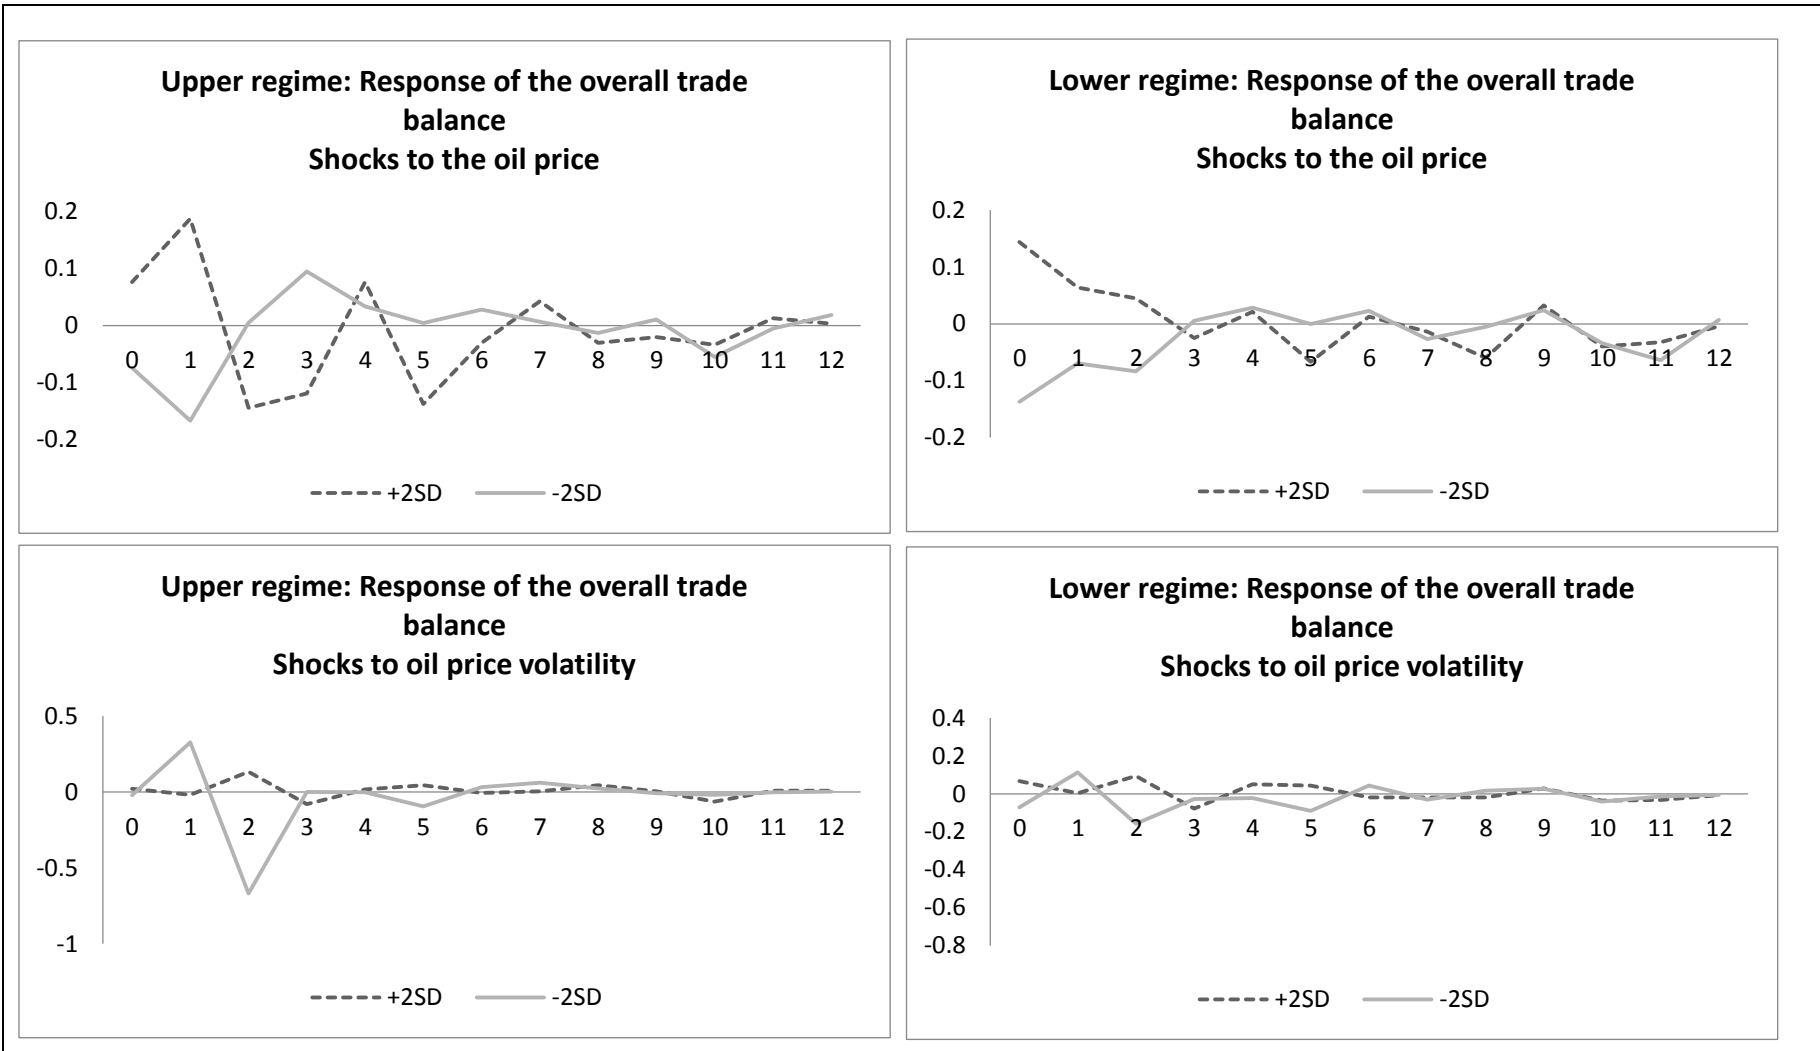 Upper regime: Response of the overall trade
balance
Shocks to the oil price
0.2
0.1
0
-0.1
-0.2
0 1 2 3 4 5 6 7 8 9 10 11 12
+2SD -2SD
Lower regime: Response of the overall trade
balance
Shocks to the oil price
0.2
0.1
0
-0.1
-0.2
0 1 2 3 4 5 6 7 8 9 10 11 12
+2SD -2SD
Upper regime: Response of the overall trade
balance
Shocks to oil price volatility
0.5
0
-0.5
-1
0 1 2 3 4 5 6 7 8 9 10 11 12
+2SD -2SD
Lower regime: Response of the overall trade
balance
Shocks to oil price volatility
0.4
0.2
0
-0.2
-0.4
-0.6
-0.8
0 1 2 3 4 5 6 7 8 9 10 11 12
+2SD -2SD